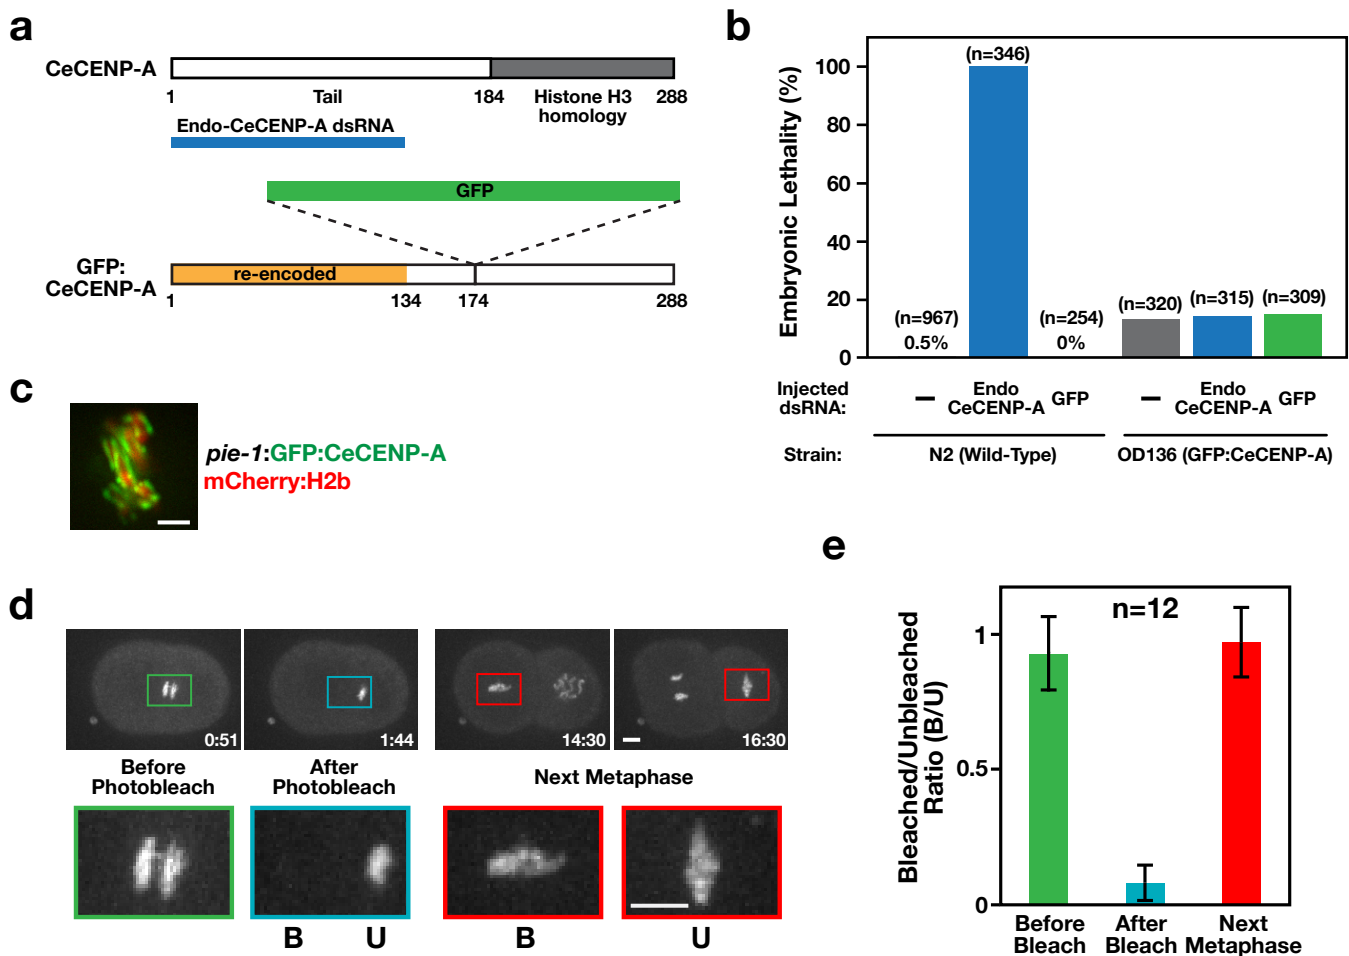 a
CeCENP-A
1 Tail 184 Histone H3 homology 288
Endo-CeCENP-A dsRNA
GFP
GFP:
CeCENP-A
re-encoded
1 134 174 288
b
Embryonic Lethality (%)
100
80
60
40
20
0
(n=967)
0.5%
(n=346)
(n=254)
0%
(n=320) (n=315) (n=309)
Injected
dsRNA:
– Endo CeCENP-A GFP
– Endo CeCENP-A GFP
Strain: N2 (Wild-Type) OD136 (GFP:CeCENP-A)
c
pie-1:GFP:CeCENP-A
mCherry:H2b
d
0:51 1:44 14:30 16:30
Before
Photobleach
After
Photobleach
Next Metaphase
B U B U
e
Bleached/Unbleached
Ratio (B/U)
n=12
1
0.5
0
Before
Bleach
After
Bleach
Next
Metaphase